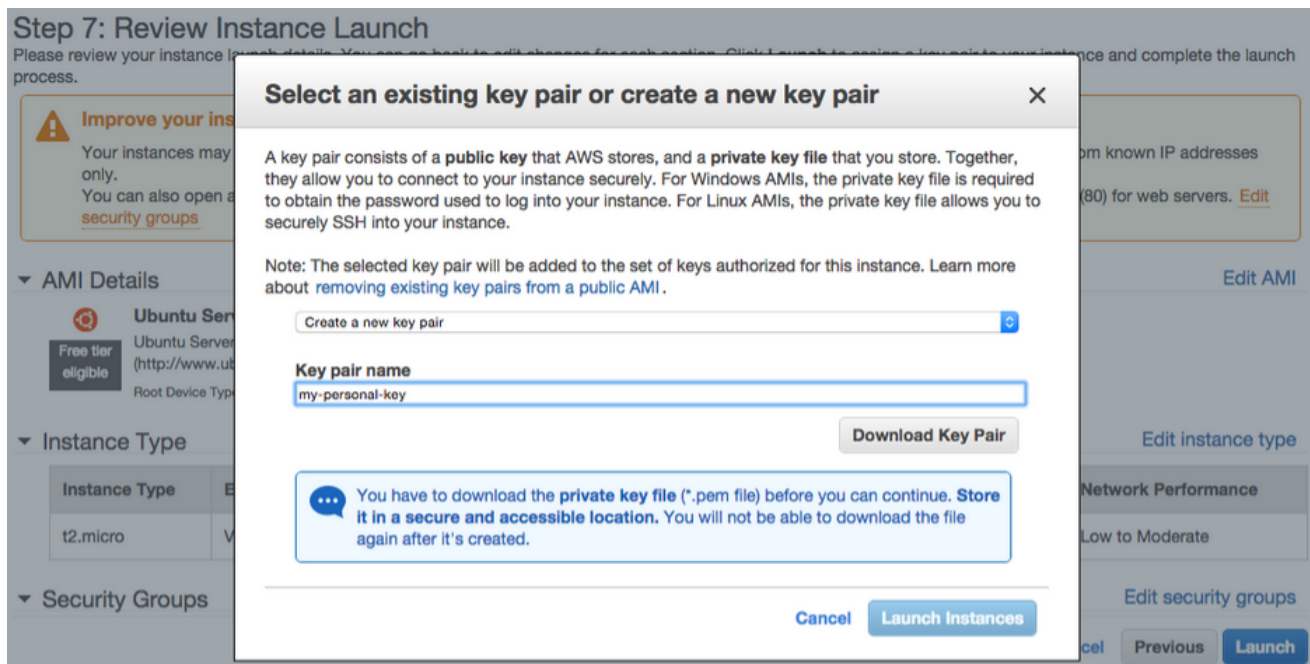 Step 7: Review Instance Launch
Please review your instance launch details. You can go back to edit changes for each section. Click Launch to assign a key pair to your instance and complete the launch
process.
Improve your ins
Your instances may
om known IP addresses
only.
You can also open a
(80) for web servers. Edit
security groups
Select an existing key pair or create a new key pair
A key pair consists of a public key that AWS stores, and a private key file that you store. Together,
they allow you to connect to your instance securely. For Windows AMIs, the private key file is required
to obtain the password used to log into your instance. For Linux AMIs, the private key file allows you to
securely SSH into your instance.
Note: The selected key pair will be added to the set of keys authorized for this instance. Learn more
about removing existing key pairs from a public AMI.
Create a new key pair
Key pair name
my-personal-key
Download Key Pair
You have to download the private key file (*.pem file) before you can continue. Store
it in a secure and accessible location. You will not be able to download the file
again after it's created.
Cancel Launch Instances
AMI Details
Edit AMI
Ubuntu Ser
Free tier
eligible
Ubuntu Server
(http://www.ub
Root Device Typ
Instance Type
Edit instance type
Instance Type E Network Performance
t2.micro V Low to Moderate
Security Groups
Edit security groups
cel Previous Launch